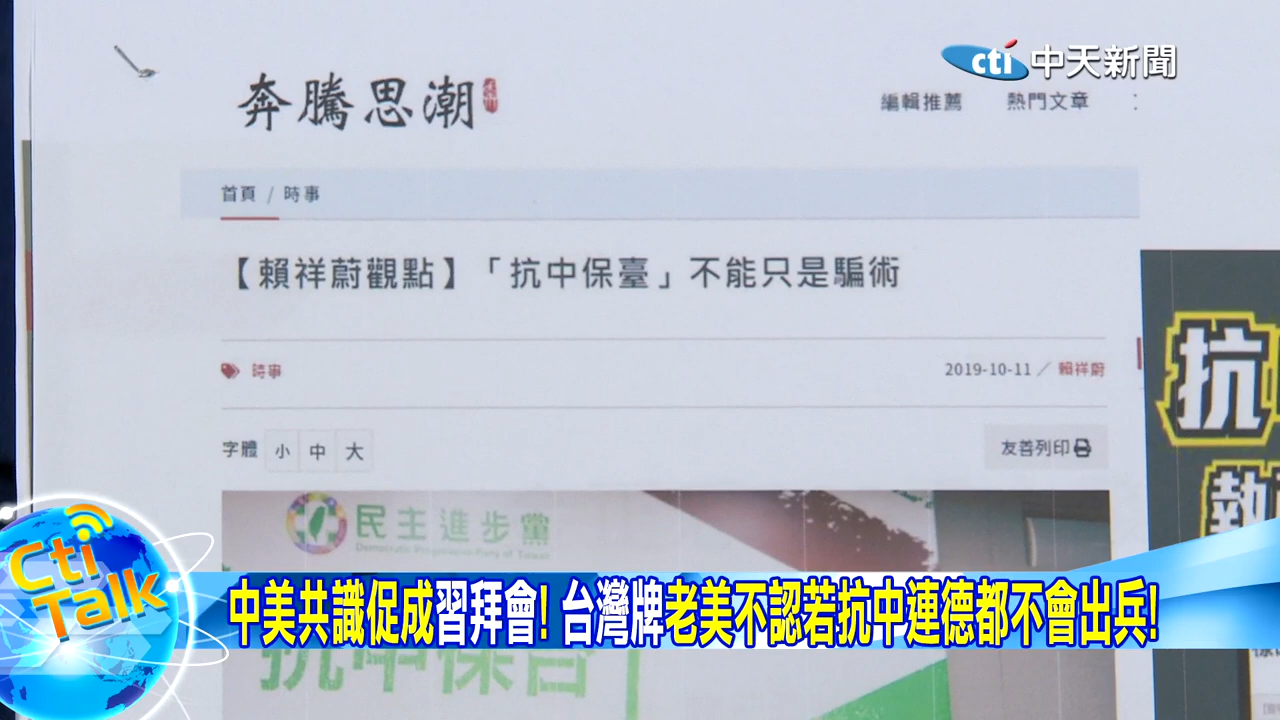 cti 中天新聞
奔騰思潮
編輯推薦 熱門文章
首頁 / 時事
【賴祥蔚觀點】「抗中保臺」不能只是騙術
時事
2019-10-11 ／ 賴祥蔚
字體 小 中 大
友善列印
抗
民主進步黨
Democratic Progressive Party of Taiwan
Cti Talk
中美共識促成習拜會! 台灣牌老美不認若抗中連德都不會出兵!
抗中保台